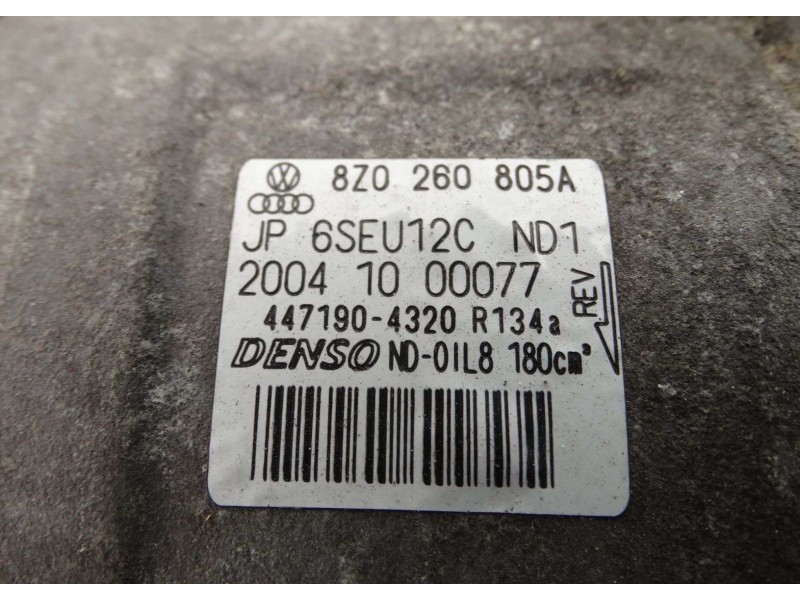 8Z0 260 805A
JP 6SEU12C ND1
2004 10 00077
REV
447190-4320 R134a
DENSO ND-OIL8 180cm³